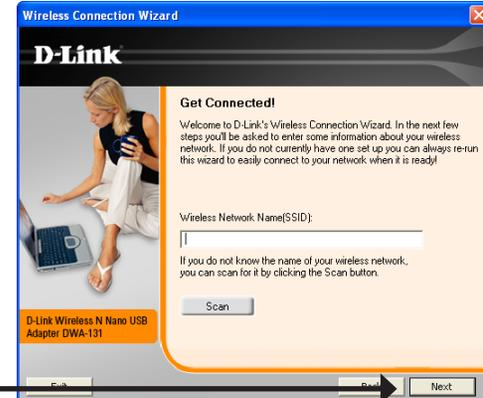 Wireless Connection Wizard
D-Link
Get Connected!
Welcome to D-Link's Wireless Connection Wizard. In the next few
steps you'll be asked to enter some information about your wireless
network. If you do not currently have one set up you can always re-run
this wizard to easily connect to your network when it is ready!
Wireless Network Name(SSID):
If you do not know the name of your wireless network,
you can scan for it by clicking the Scan button.
Scan
D-Link Wireless N Nano USB
Adapter DWA-131
Next